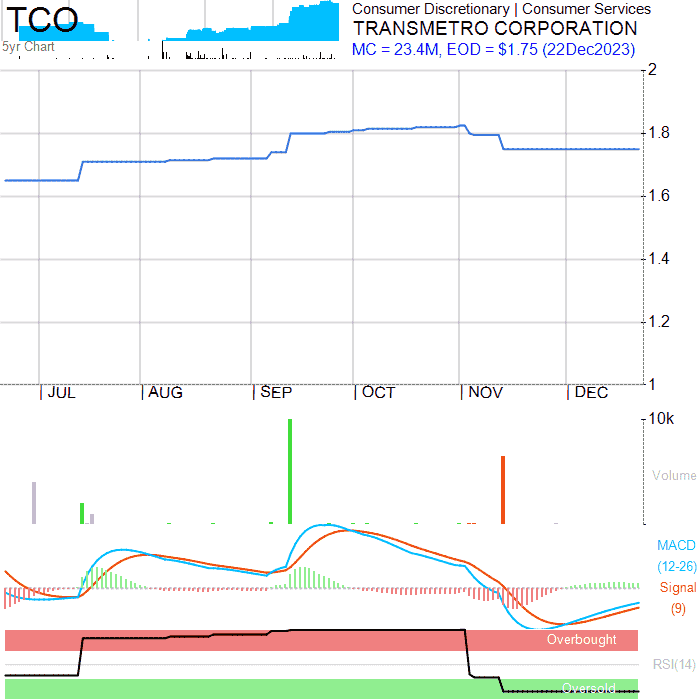 TCO
5yr Chart
Consumer Discretionary | Consumer Services
TRANSMETRO CORPORATION
MC = 23.4M, EOD = $1.75 (22Dec2023)
2
1.8
1.6
1.4
1.2
1
JUL AUG SEP OCT NOV DEC
10k
Volume
MACD
(12-26)
Signal
(9)
Overbought
RSI(14)
Oversold